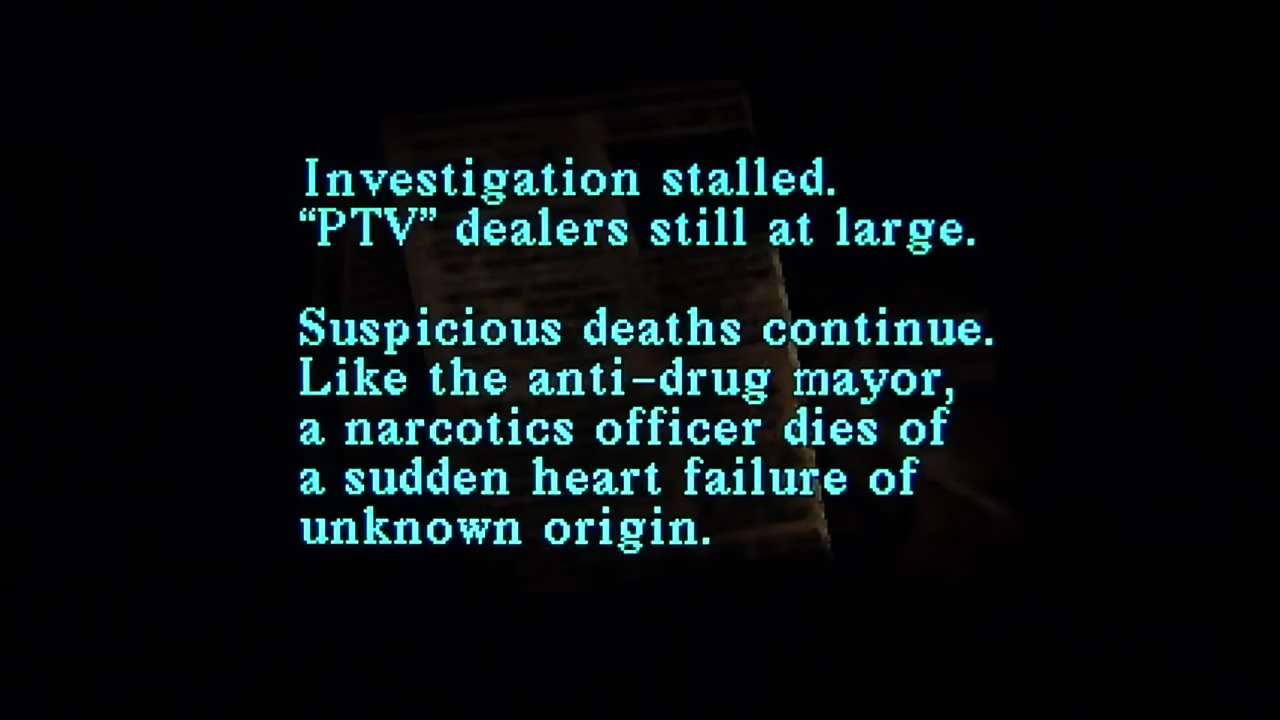 Investigation stalled.
“PTV” dealers still at large.
Suspicious deaths continue.
Like the anti-drug mayor,
a narcotics officer dies of
a sudden heart failure of
unknown origin.